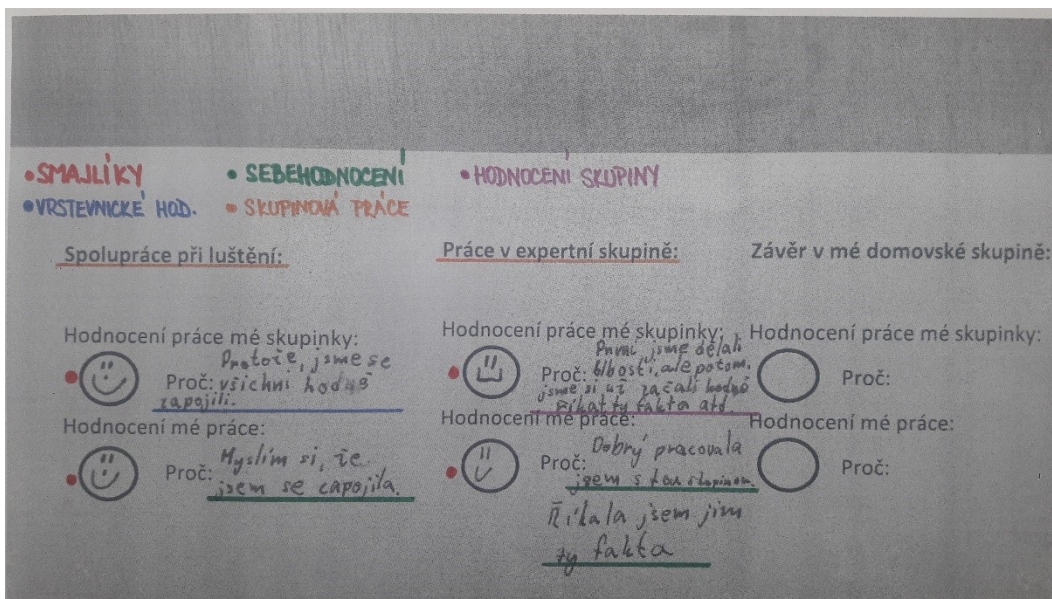 •SMAJLÍKY •SEBEHODNOCENÍ •HODNOCENÍ SKUPINY
•VRSTEVNICKÉ HOD. •SKUPINOVÁ PRÁCE
Spolupráce při luštění:
Hodnocení práce mé skupinky:
Protože, jsme se
Proč: všichni hodně
zapojili.
Hodnocení mé práce:
Proč: Myslím si, že
jsem se capojila.
Práce v expertní skupině:
Hodnocení práce mé skupinky:
První jsme dělali
Proč: blbosti, ale potom,
jsme si už začali hodně
říkat ty fakta atd.
Hodnocení mé práce:
Dobrý pracovala
Proč: jsem s tou skupinou.
Říkala jsem jim
ty fakta
Závěr v mé domovské skupině:
Hodnocení práce mé skupinky:
Proč:
Hodnocení mé práce:
Proč: